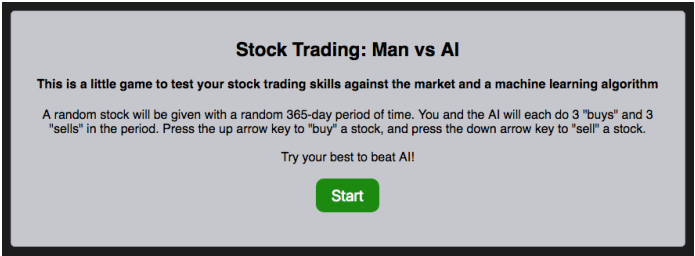 Stock Trading: Man vs AI
This is a little game to test your stock trading skills against the market and a machine learning algorithm
A random stock will be given with a random 365-day period of time. You and the AI will each do 3 "buys" and 3
"sells" in the period. Press the up arrow key to "buy" a stock, and press the down arrow key to "sell" a stock.
Try your best to beat AI!
Start